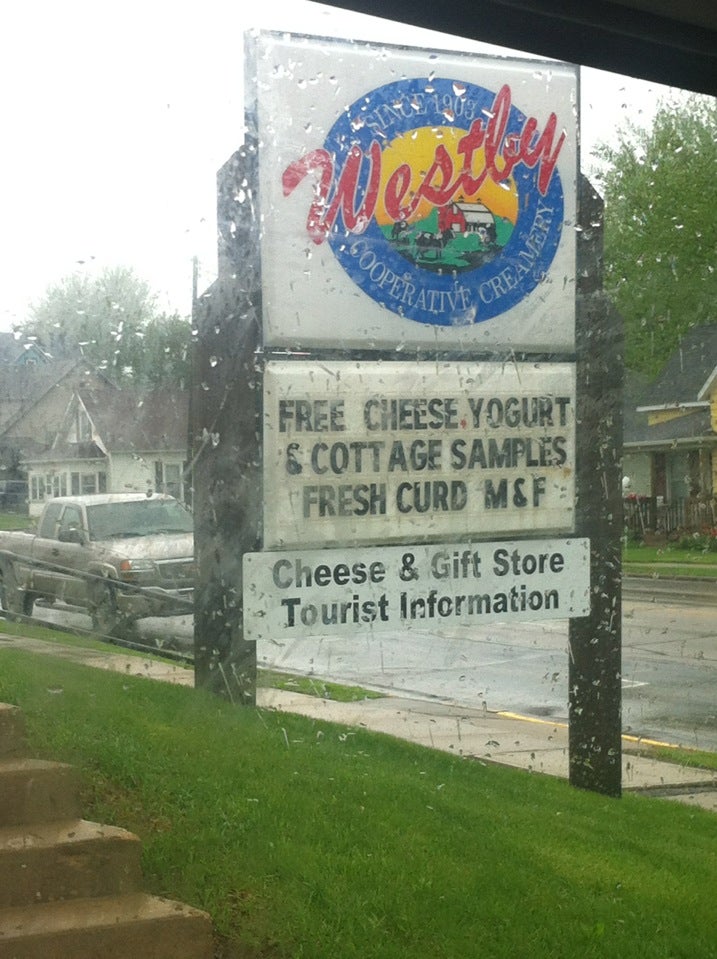 SINCE 1903
Westby
COOPERATIVE CREAMERY
FREE CHEESE.YOGURT
& COTTAGE SAMPLES
FRESH CURD M&F
Cheese & Gift Store
Tourist Information